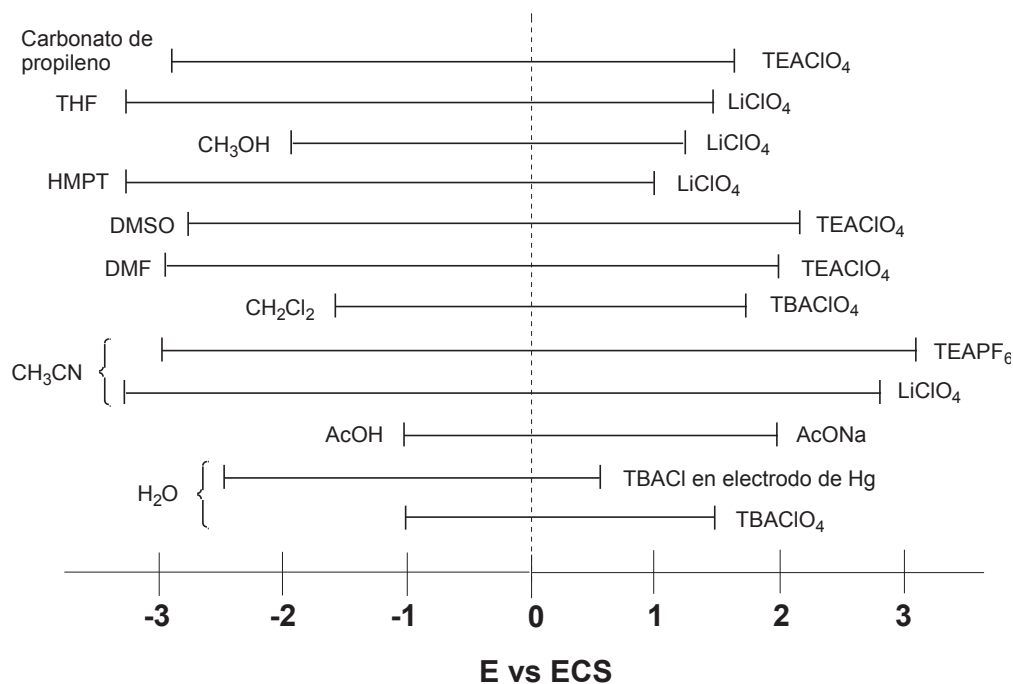 Carbonato de
propileno
TEAClO₄
THF
LiClO₄
CH₃OH
LiClO₄
HMPT
LiClO₄
DMSO
TEAClO₄
DMF
TEAClO₄
CH₂Cl₂
TBAClO₄
CH₃CN
TEAPF₆
LiClO₄
AcOH
AcONa
H₂O
TBACl en electrodo de Hg
TBAClO₄
-3 -2 -1 0 1 2 3
E vs ECS